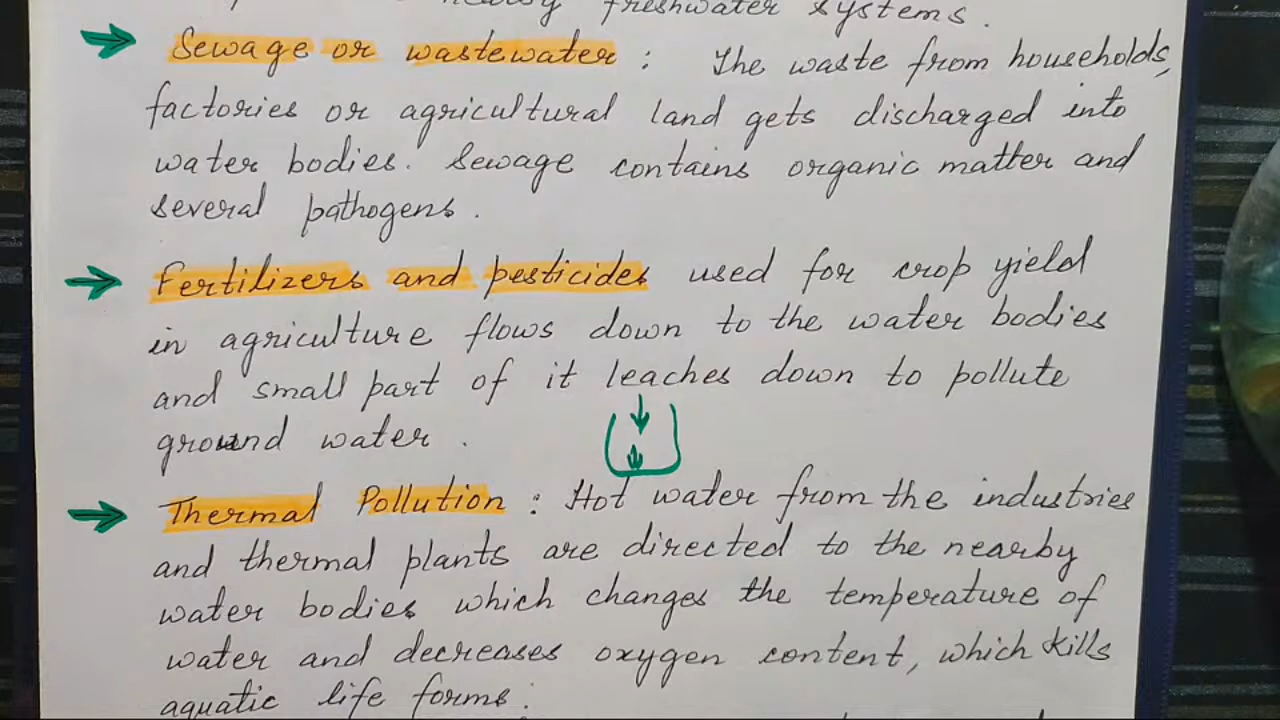 nearby freshwater systems.
Sewage or wastewater : The waste from households,
factories or agricultural land gets discharged into
water bodies. Sewage contains organic matter and
several pathogens.
Fertilizers and pesticides used for crop yield
in agriculture flows down to the water bodies
and small part of it leaches down to pollute
ground water.
Thermal Pollution : Hot water from the industries
and thermal plants are directed to the nearby
water bodies which changes the temperature of
water and decreases oxygen content, which kills
aquatic life forms.